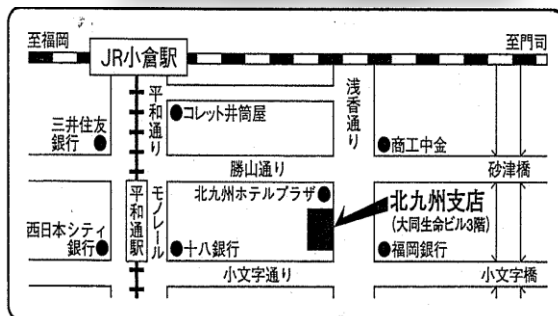 至福岡
至門司
JR小倉駅
平和通り
浅香通り
コレット井筒屋
三井住友
銀行
商工中金
勝山通り
砂津橋
北九州ホテルプラザ
北九州支店
(大同生命ビル3階)
平和通駅
モノレール
西日本シティ
銀行
十八銀行
福岡銀行
小文字通り
小文字橋